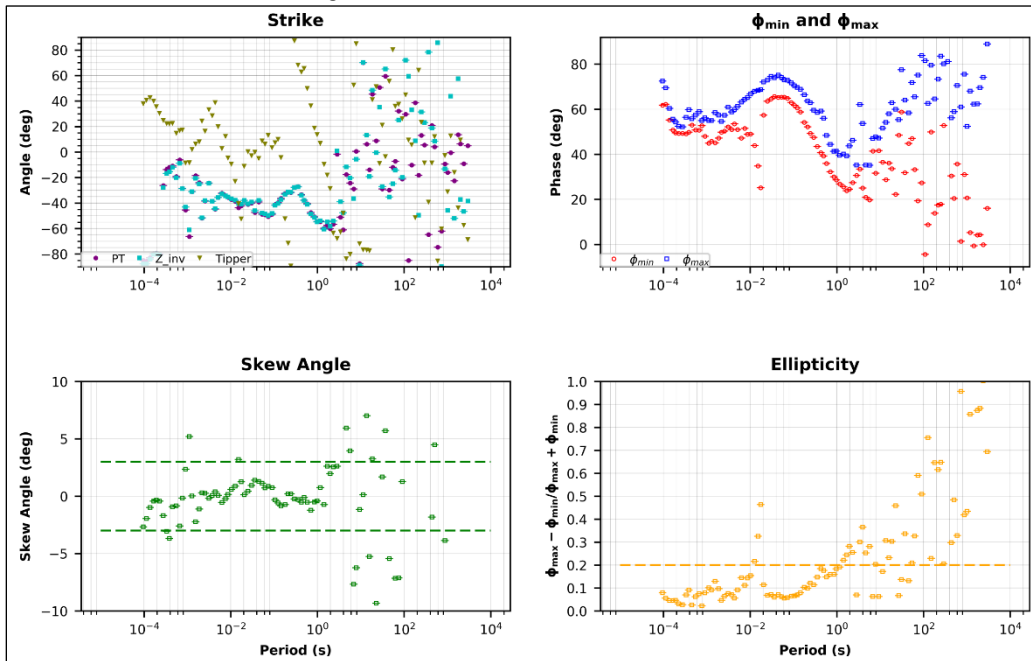 Strike
Angle (deg)
80
60
40
20
0
−20
−40
−60
−80
PT Z_inv Tipper
10⁻⁴ 10⁻² 10⁰ 10² 10⁴
ϕmin and ϕmax
Phase (deg)
80
60
40
20
0
ϕmin ϕmax
10⁻⁴ 10⁻² 10⁰ 10² 10⁴
Skew Angle
Skew Angle (deg)
10
5
0
−5
−10
10⁻⁴ 10⁻² 10⁰ 10² 10⁴
Period (s)
Ellipticity
ϕmax − ϕmin/ϕmax + ϕmin
1.0
0.9
0.8
0.7
0.6
0.5
0.4
0.3
0.2
0.1
0.0
10⁻⁴ 10⁻² 10⁰ 10² 10⁴
Period (s)